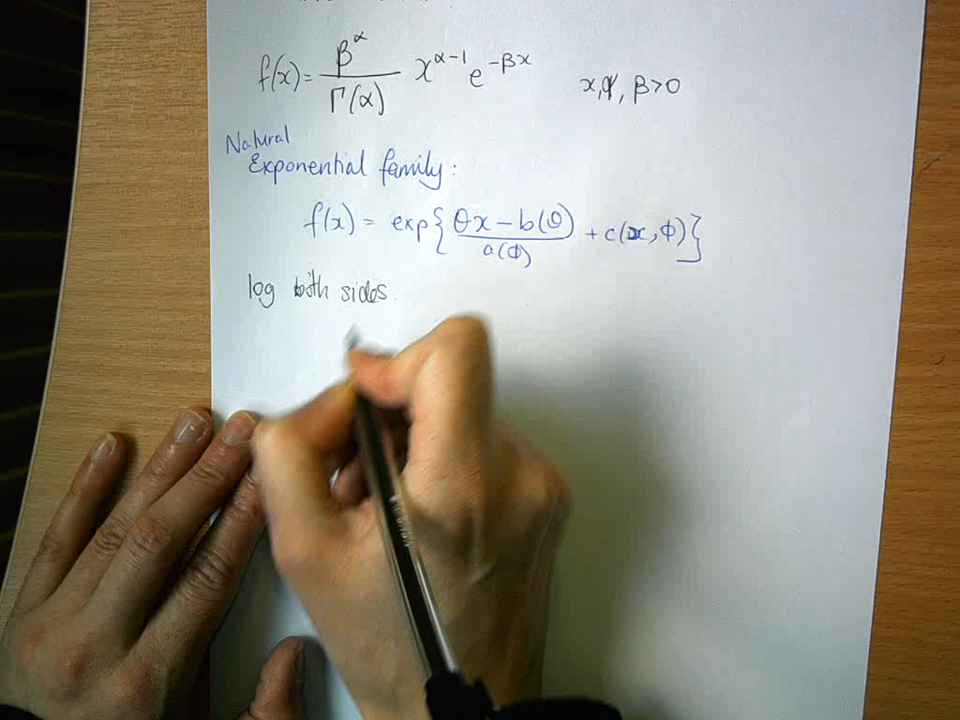 f(x) = β^α / Γ(α) x^(α-1) e^(-βx) x, α, β > 0
Natural
Exponential family:
f(x) = exp{ (θx - b(θ)) / a(ϕ) + c(x, ϕ) }
log both sides.